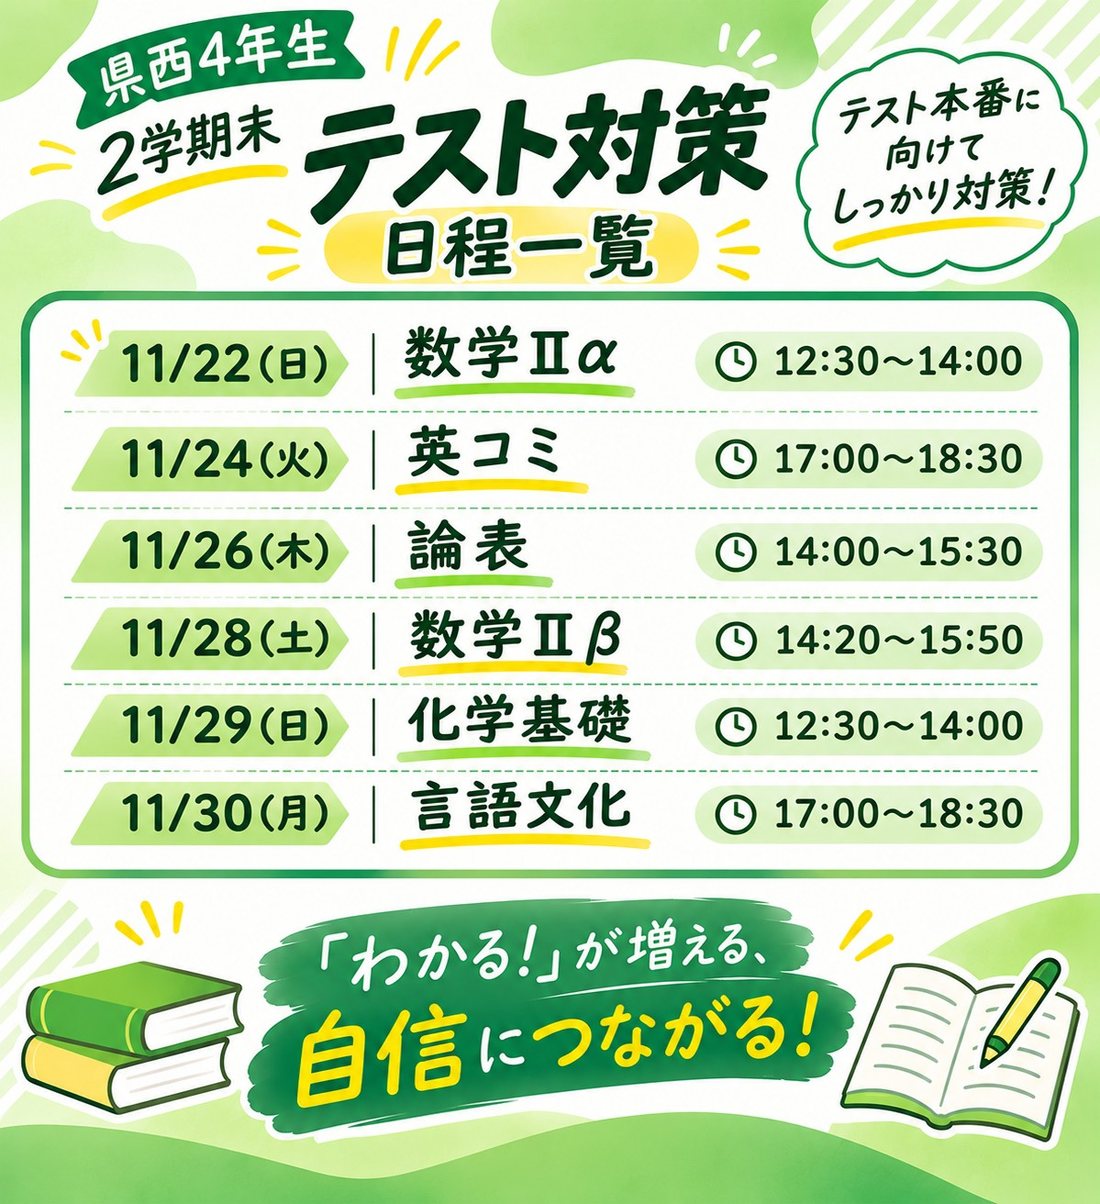 県西4年生
2学期末
テスト対策
日程一覧
テスト本番に
向けて
しっかり対策!
11/22(日) 数学Ⅱα 12:30〜14:00
11/24(火) 英コミ 17:00〜18:30
11/26(木) 論表 14:00〜15:30
11/28(土) 数学Ⅱβ 14:20〜15:50
11/29(日) 化学基礎 12:30〜14:00
11/30(月) 言語文化 17:00〜18:30
「わかる!」が増える、
自信につながる!